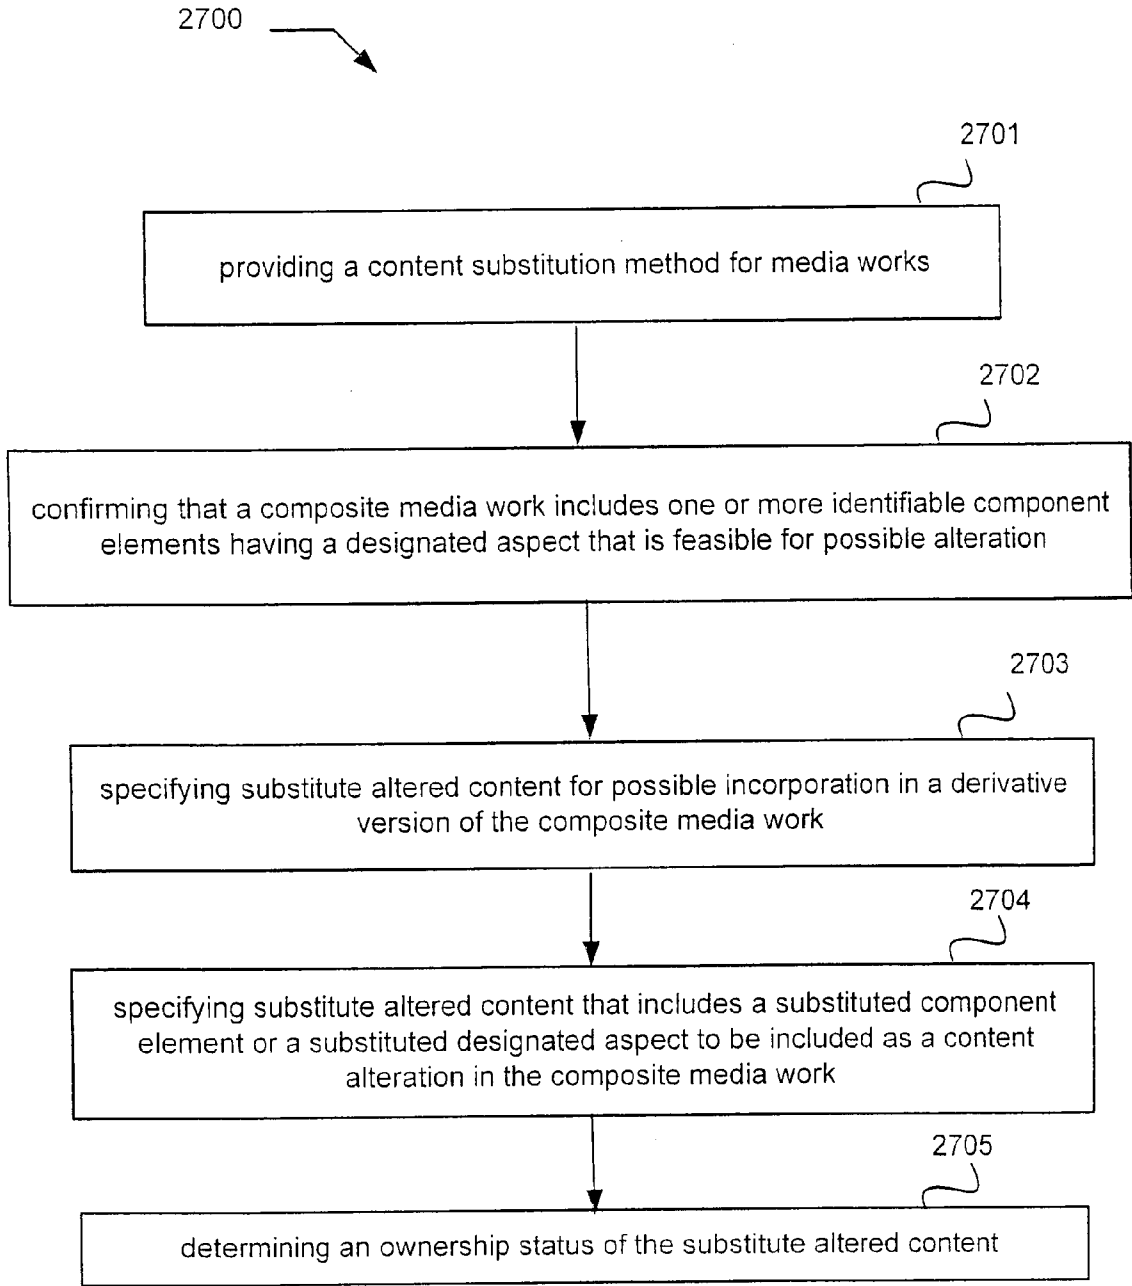 2700
2701
providing a content substitution method for media works
2702
confirming that a composite media work includes one or more identifiable component
elements having a designated aspect that is feasible for possible alteration
2703
specifying substitute altered content for possible incorporation in a derivative
version of the composite media work
2704
specifying substitute altered content that includes a substituted component
element or a substituted designated aspect to be included as a content
alteration in the composite media work
2705
determining an ownership status of the substitute altered content